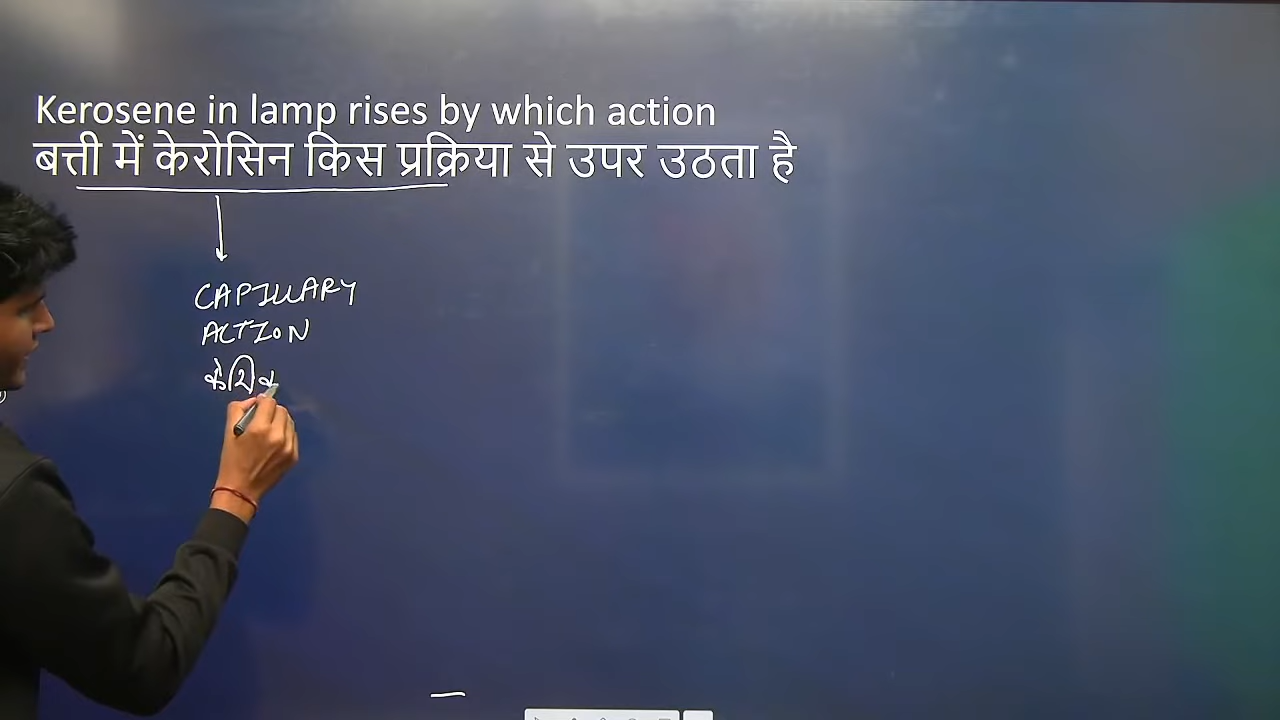 Kerosene in lamp rises by which action
बत्ती में केरोसिन किस प्रक्रिया से उपर उठता है
CAPILLARY
ACTION
केशिक